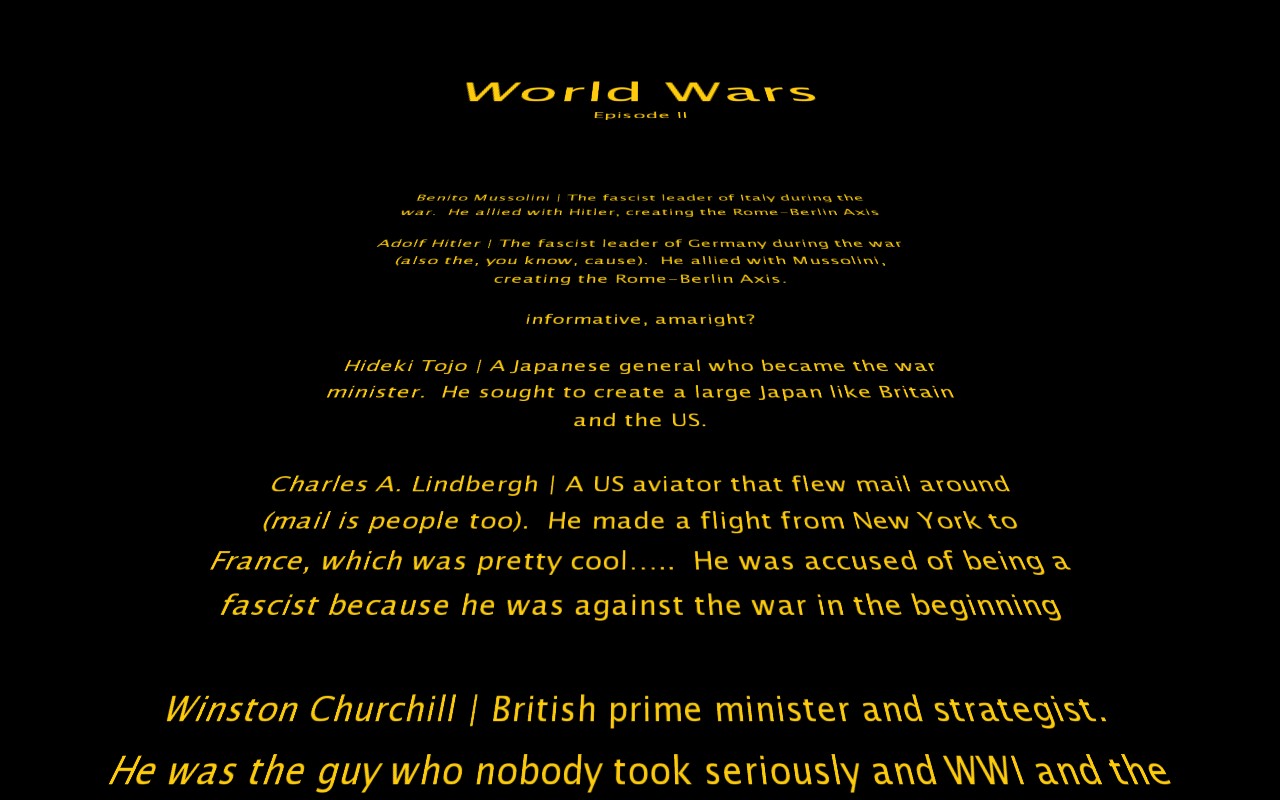 World Wars
Episode II
Benito Mussolini | The fascist leader of Italy during the
war.  He allied with Hitler, creating the Rome-Berlin Axis
Adolf Hitler | The fascist leader of Germany during the war
(also the, you know, cause).  He allied with Mussolini,
creating the Rome-Berlin Axis.
informative, amaright?
Hideki Tojo | A Japanese general who became the war
minister.  He sought to create a large Japan like Britain
and the US.
Charles A. Lindbergh | A US aviator that flew mail around
(mail is people too).  He made a flight from New York to
France, which was pretty cool.....  He was accused of being a
fascist because he was against the war in the beginning
Winston Churchill | British prime minister and strategist.
He was the guy who nobody took seriously and WWI and the